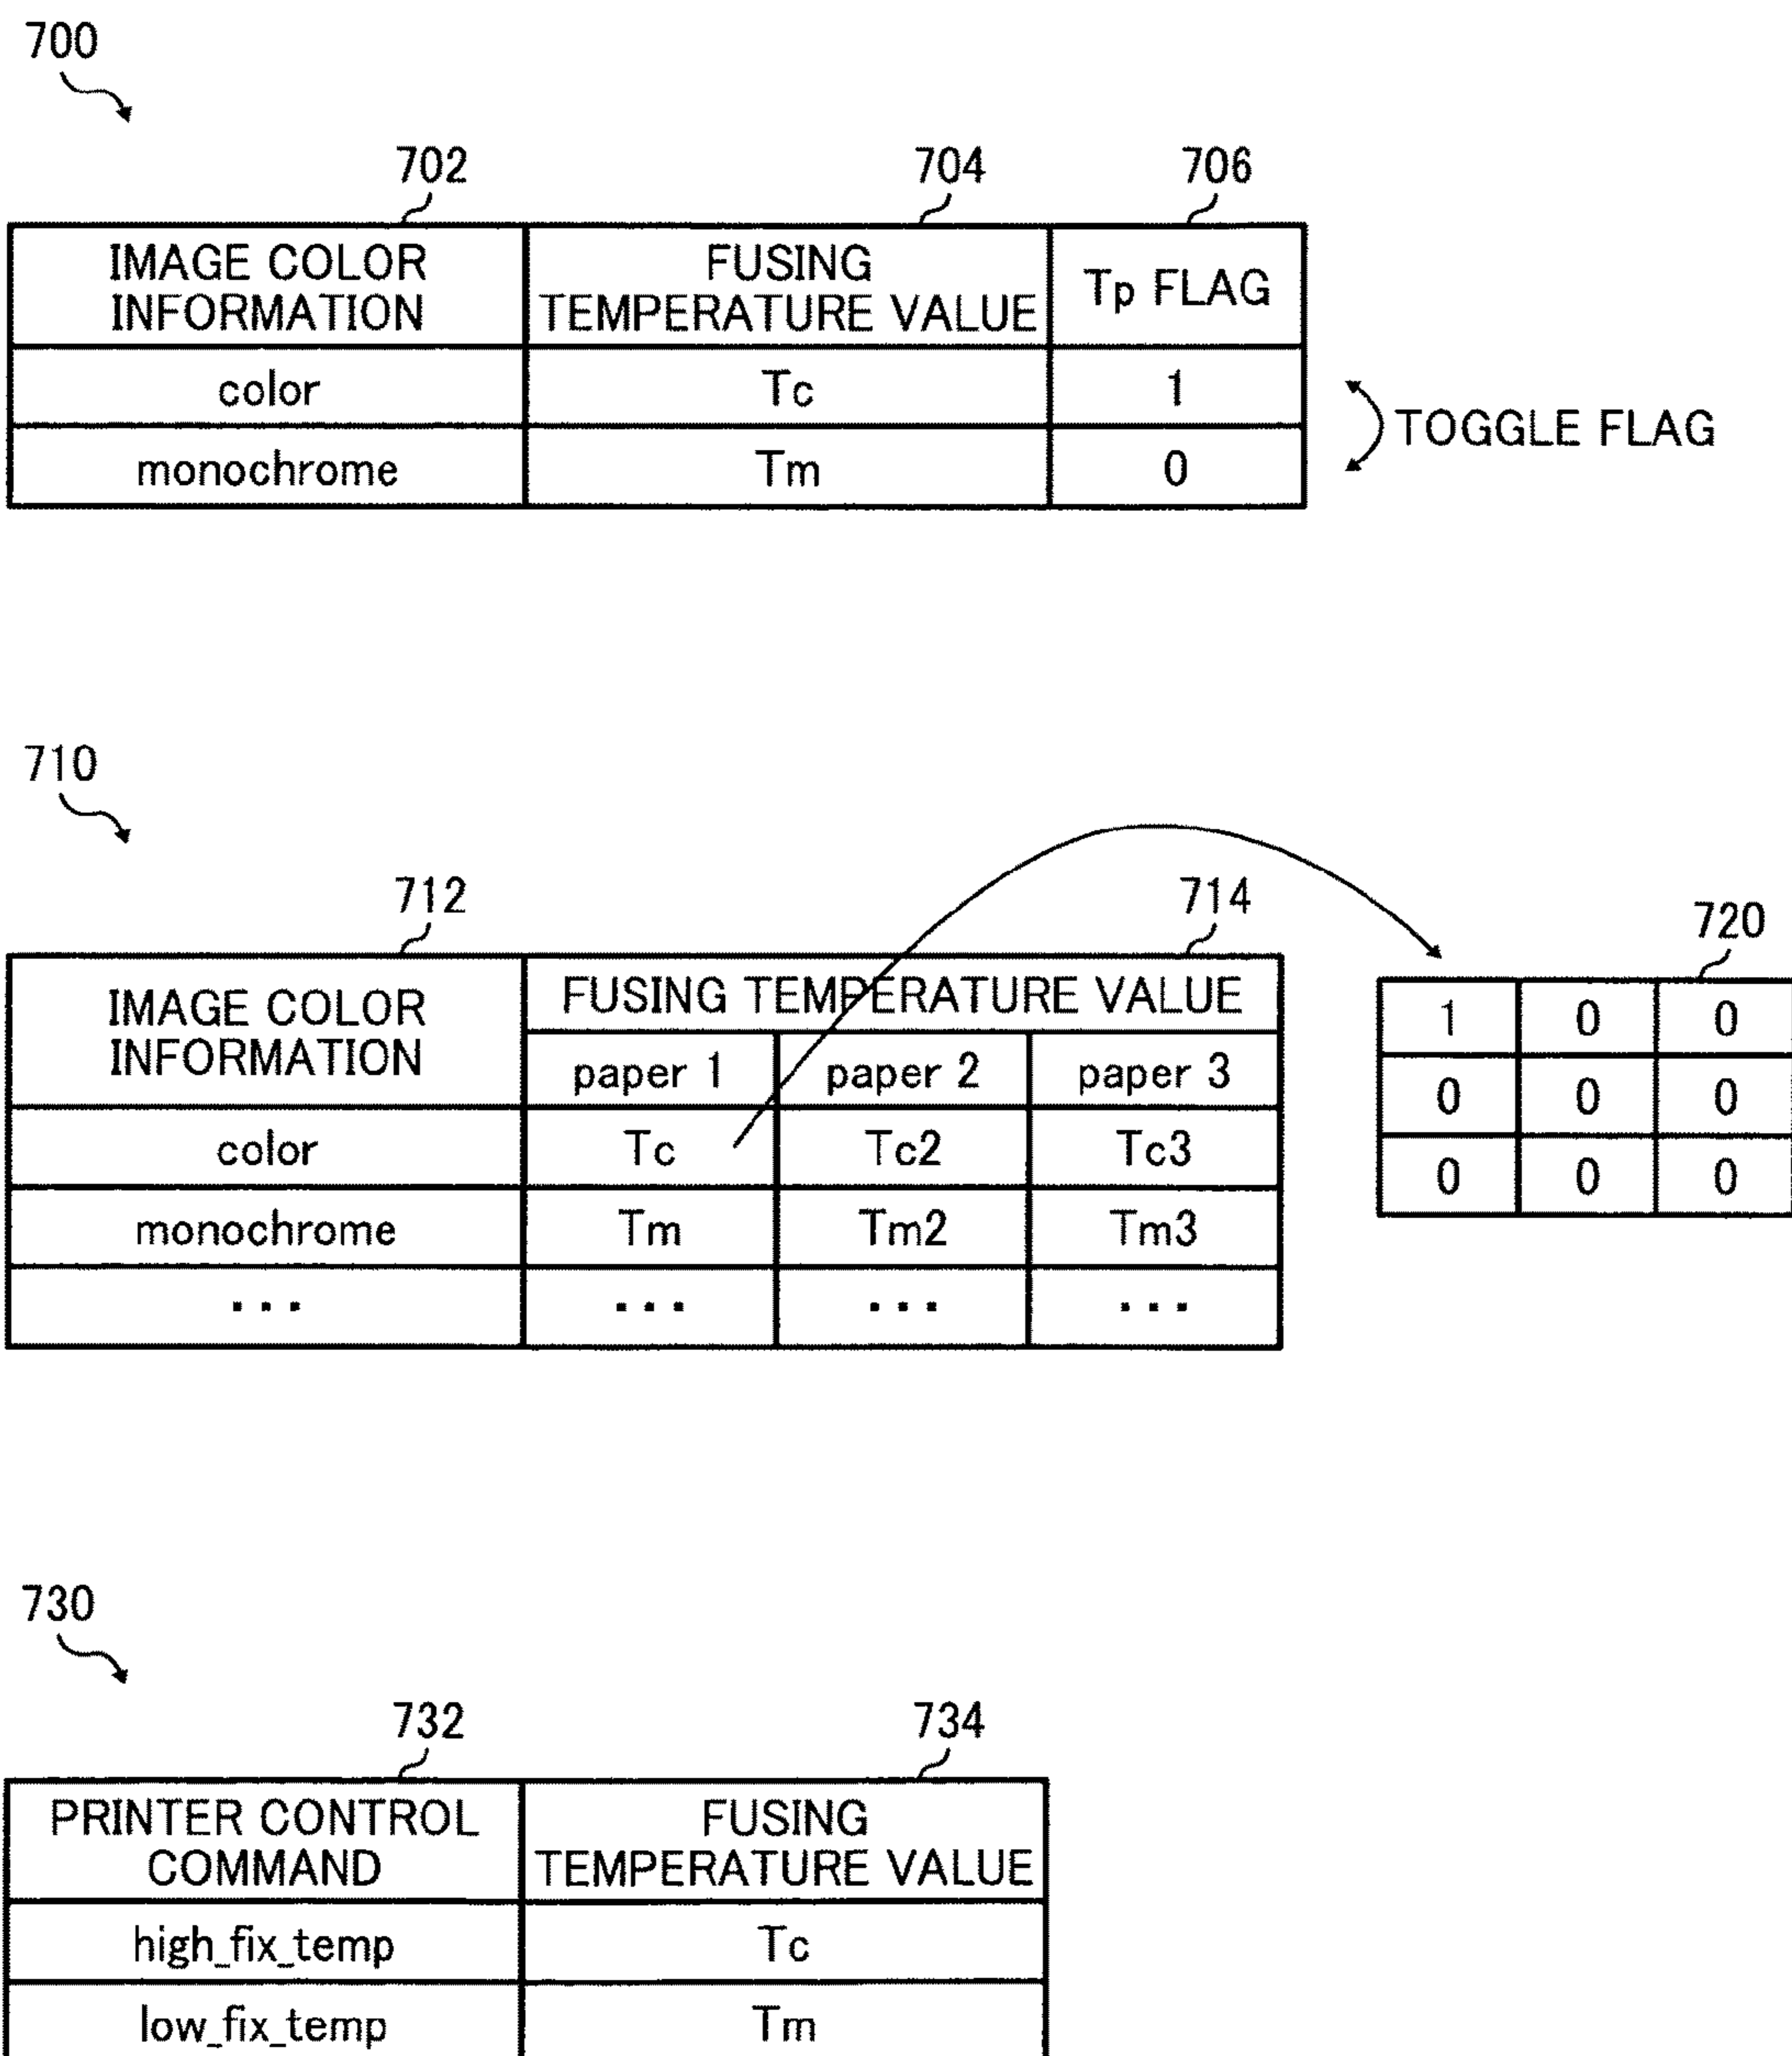 700
702 704 706
IMAGE COLOR INFORMATION FUSING TEMPERATURE VALUE Tp FLAG
color Tc 1
monochrome Tm 0
TOGGLE FLAG
710
712 714 720
IMAGE COLOR INFORMATION FUSING TEMPERATURE VALUE
paper 1 paper 2 paper 3
color Tc Tc2 Tc3
monochrome Tm Tm2 Tm3
... ... ... ...
1 0 0
0 0 0
0 0 0
730
732 734
PRINTER CONTROL COMMAND FUSING TEMPERATURE VALUE
high_fix_temp Tc
low_fix_temp Tm